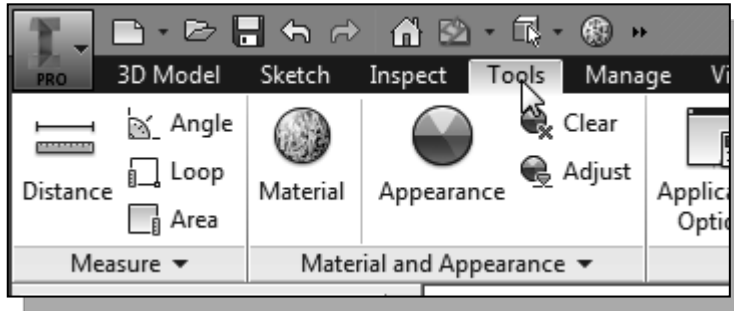 PRO 3D Model Sketch Inspect Tools Manage
Distance Angle Loop Area Material Appearance Clear Adjust
Measure Material and Appearance